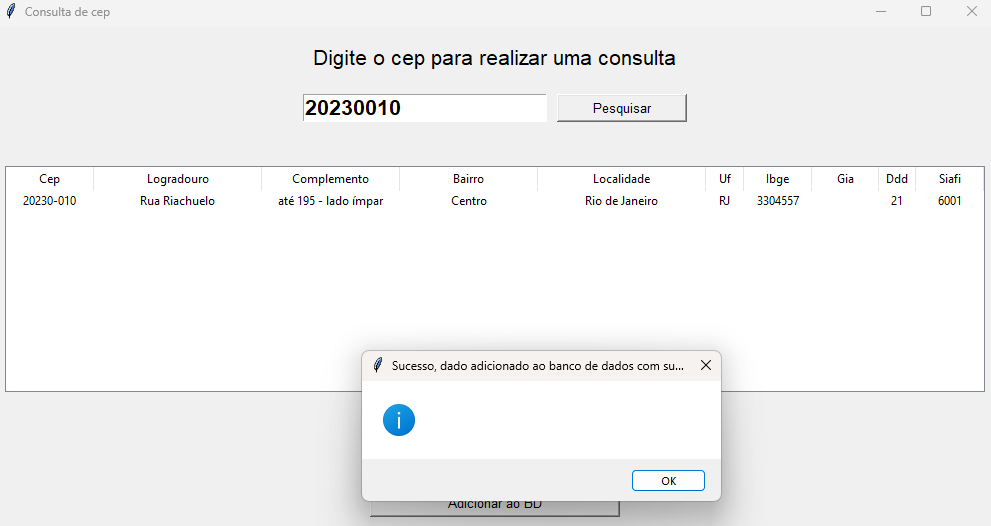 Consulta de cep
Digite o cep para realizar uma consulta
20230010 Pesquisar
Cep Logradouro Complemento Bairro Localidade Uf Ibge Gia Ddd Siafi
20230-010 Rua Riachuelo até 195 - lado ímpar Centro Rio de Janeiro RJ 3304557 21 6001
Sucesso, dado adicionado ao banco de dados com su...
OK
Adicionar ao BD